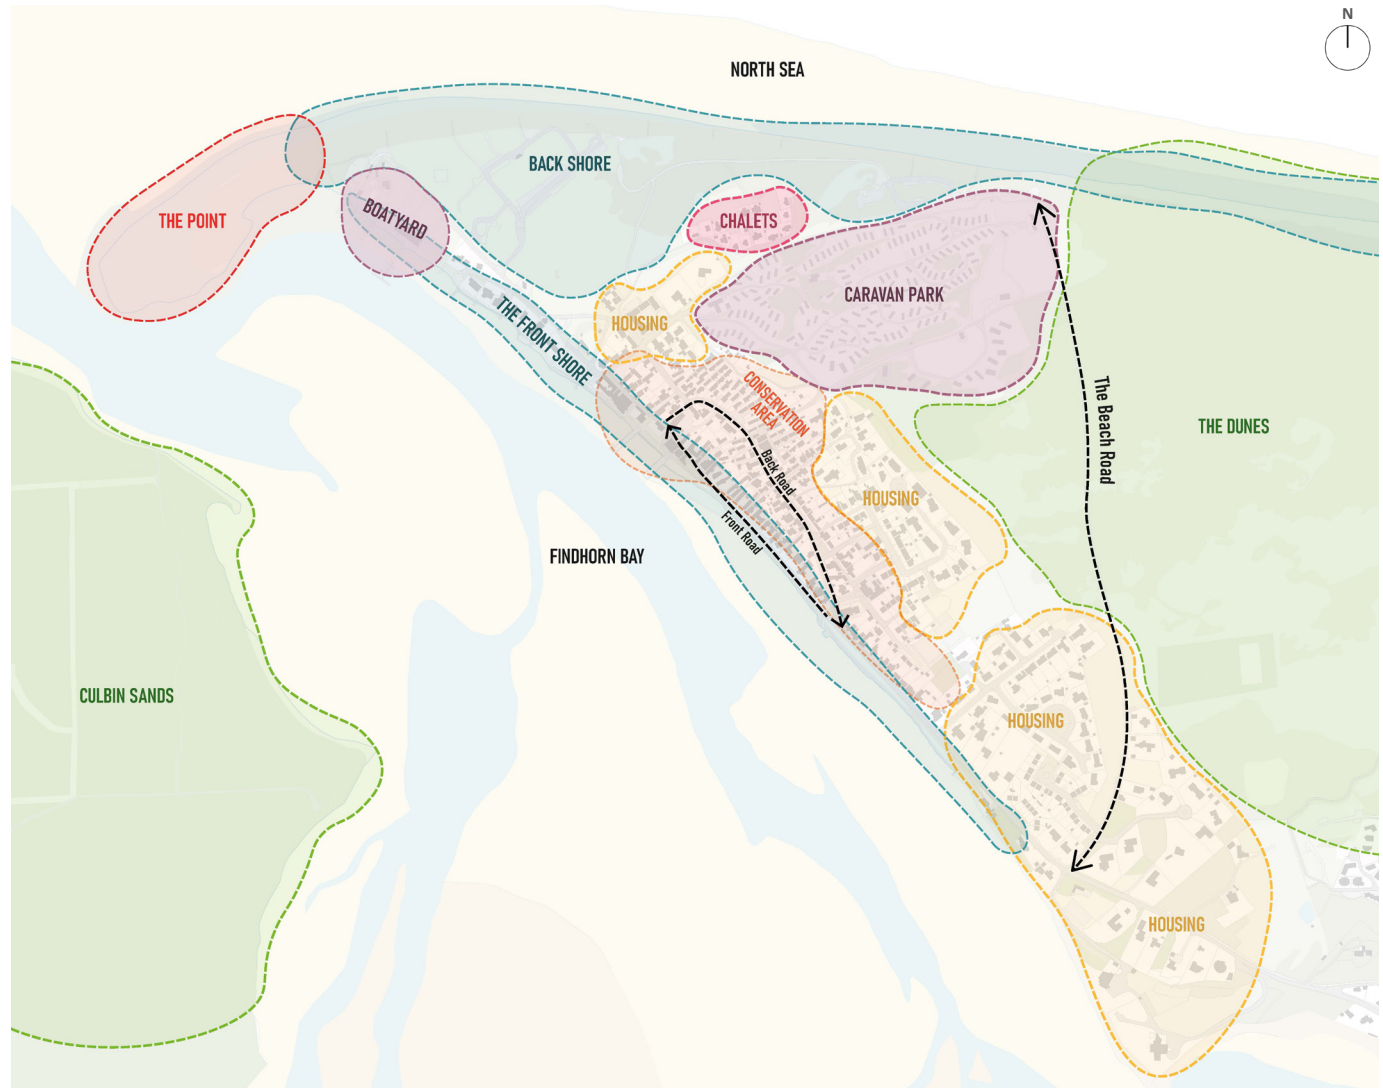 N
NORTH SEA
BACK SHORE
THE POINT
BOATYARD
CHALETS
CARAVAN PARK
THE FRONT SHORE
HOUSING
CONSERVATION
AREA
The Beach Road
THE DUNES
Back Road
HOUSING
Front Road
FINDHORN BAY
CULBIN SANDS
HOUSING
HOUSING